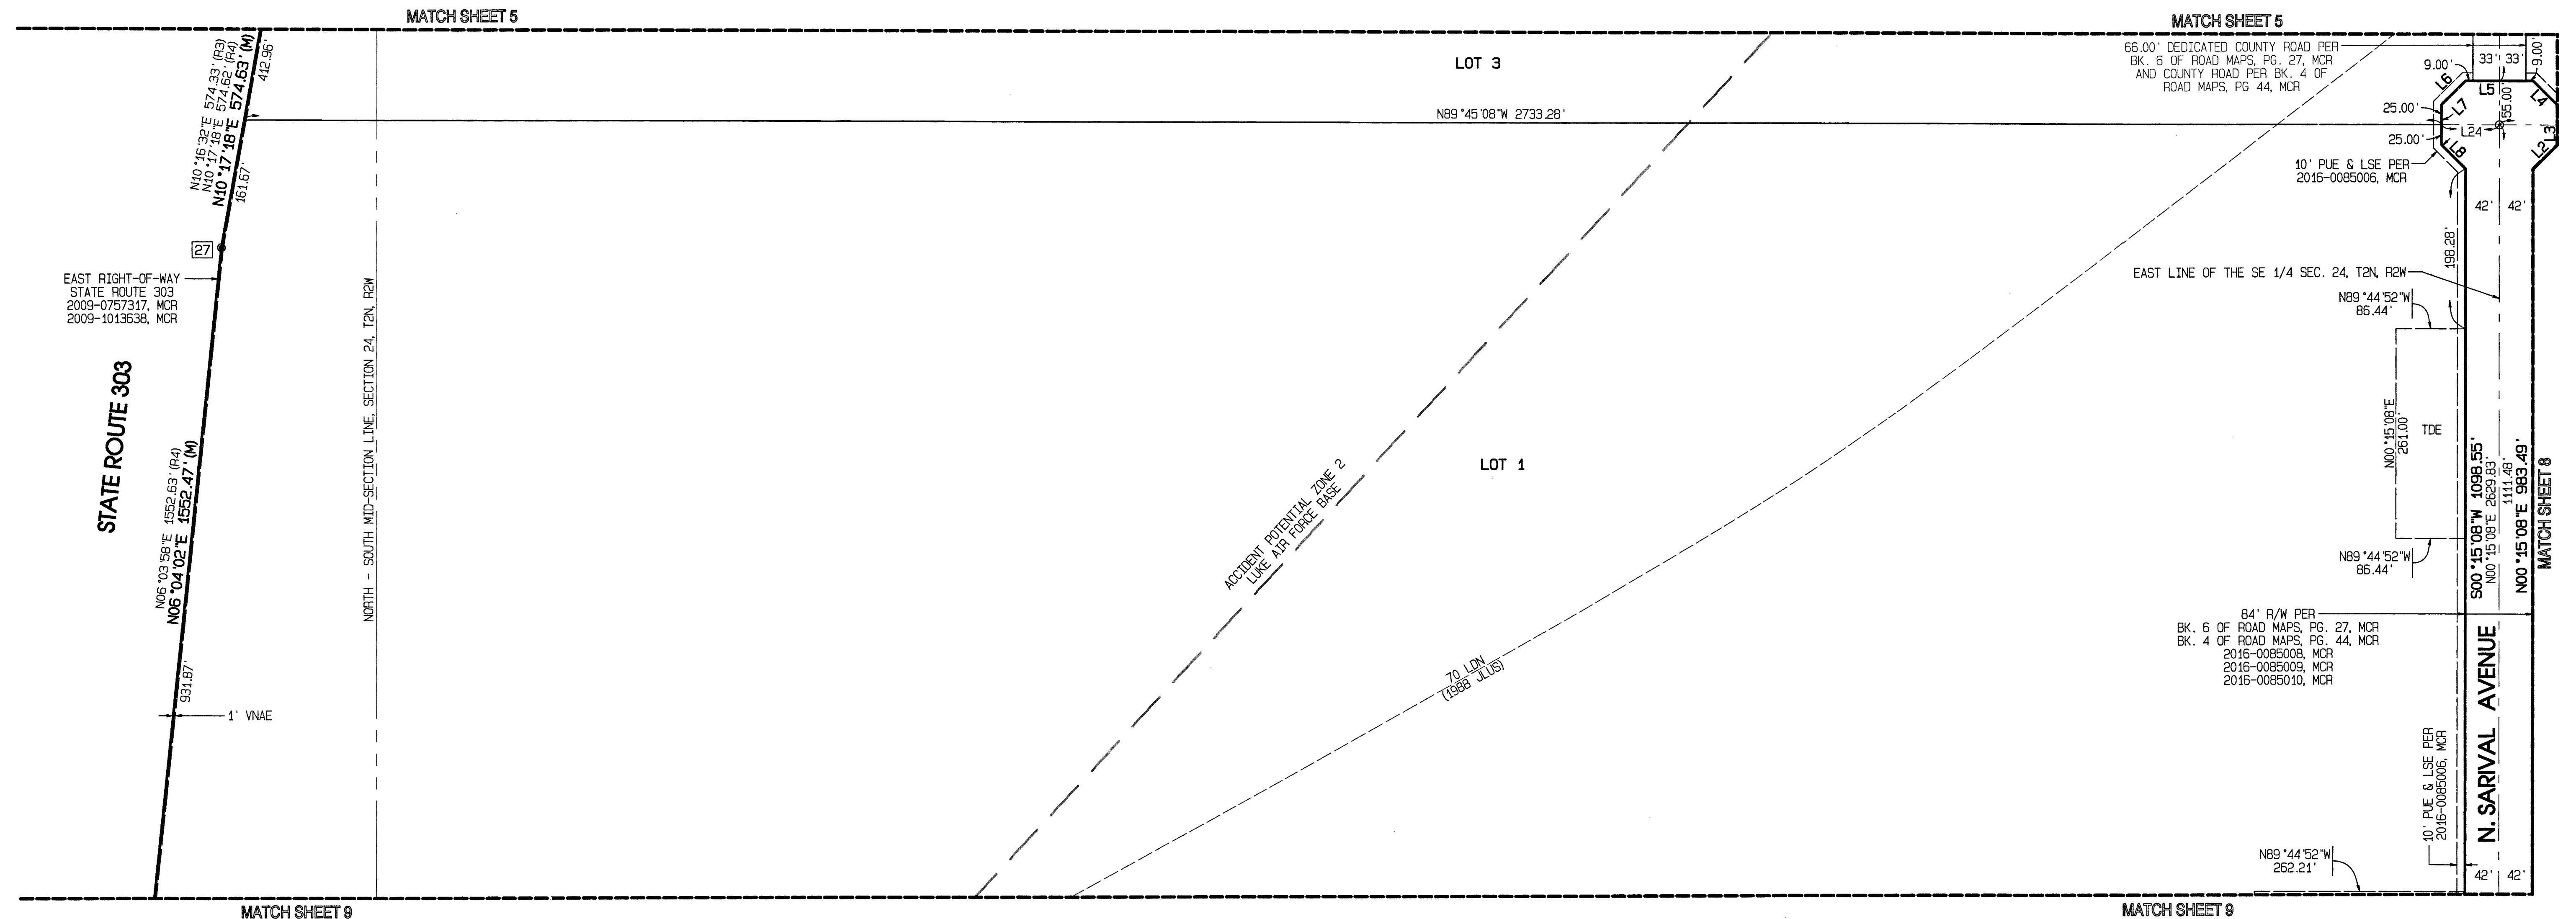 MATCH SHEET 5
MATCH SHEET 5
N10°16'32"E 574.33' (R3)
N10°17'18"E 574.62' (R4)
N10°17'18"E 574.63' (M)
412.96'
161.67'
27
EAST RIGHT-OF-WAY
STATE ROUTE 303
2009-0757317, MCR
2009-1013638, MCR
STATE ROUTE 303
N06°03'58"E 1552.63' (R4)
N06°04'02"E 1552.47' (M)
931.87'
1' VNAE
NORTH - SOUTH MID-SECTION LINE, SECTION 24, T2N, R2W
LOT 3
N89°45'08"W 2733.28'
LOT 1
ACCIDENT POTENTIAL ZONE 2
LUKE AIR FORCE BASE
70 LDN
(1988 JLUS)
66.00' DEDICATED COUNTY ROAD PER
BK. 6 OF ROAD MAPS, PG. 27, MCR
AND COUNTY ROAD PER BK. 4 OF
ROAD MAPS, PG 44, MCR
9.00'
33' 33'
9.00'
L6
L5
L4
L7
55.00'
25.00'
L24
L3
25.00'
L8
L2
10' PUE & LSE PER
2016-0085006, MCR
42' 42'
198.28'
EAST LINE OF THE SE 1/4 SEC. 24, T2N, R2W
N89°44'52"W
86.44'
N00°15'08"E
261.00'
TDE
N89°44'52"W
86.44'
S00°15'08"W 1098.55'
N00°15'08"E 2629.83'
1111.48'
N00°15'08"E 983.49'
MATCH SHEET 8
84' R/W PER
BK. 6 OF ROAD MAPS, PG. 27, MCR
BK. 4 OF ROAD MAPS, PG. 44, MCR
2016-0085008, MCR
2016-0085009, MCR
2016-0085010, MCR
N. SARIVAL AVENUE
10' PUE & LSE PER
2016-0085006, MCR
N89°44'52"W
262.21'
42' 42'
MATCH SHEET 9
MATCH SHEET 9